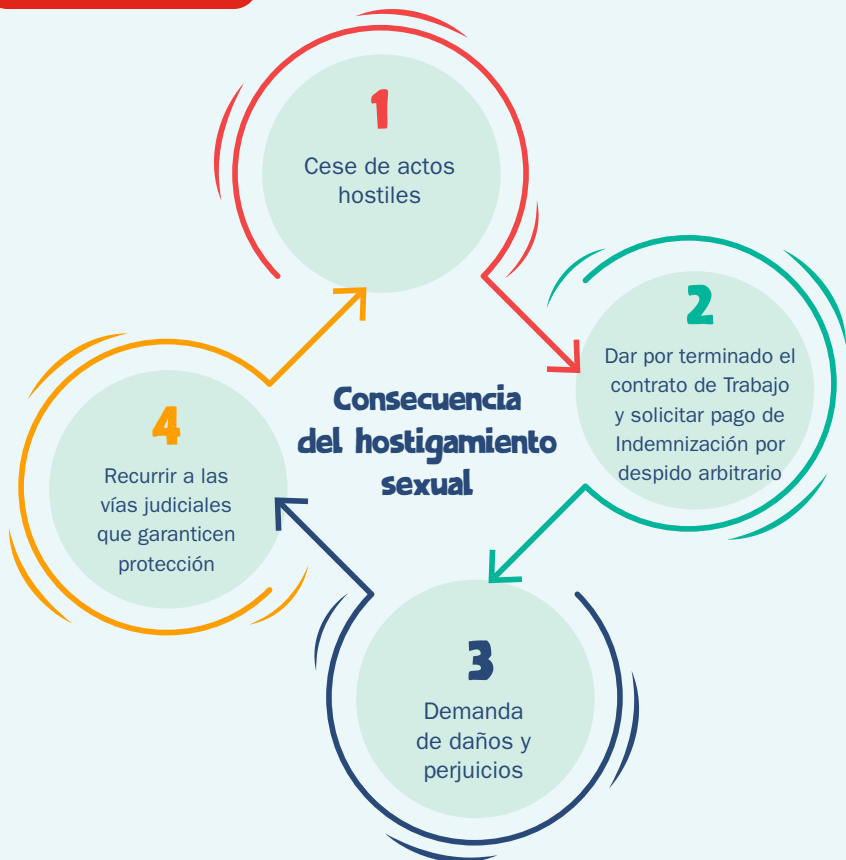 1
Cese de actos
hostiles
2
Dar por terminado el
contrato de Trabajo
y solicitar pago de
Indemnización por
despido arbitrario
Consecuencia
del hostigamiento
sexual
4
Recurrir a las
vías judiciales
que garanticen
protección
3
Demanda
de daños y
perjuicios